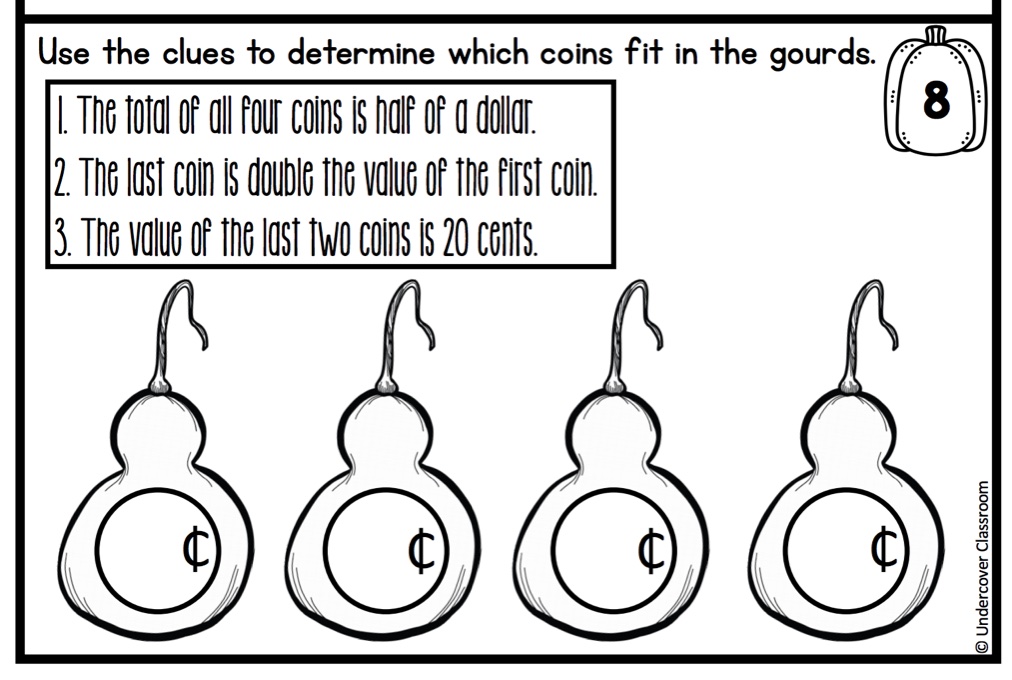 Use the clues to determine which coins fit in the gourds.
8
1. The total of all four coins is half of a dollar.
2. The last coin is double the value of the first coin.
3. The value of the last two coins is 20 cents.
¢ ¢ ¢ ¢
© Undercover Classroom